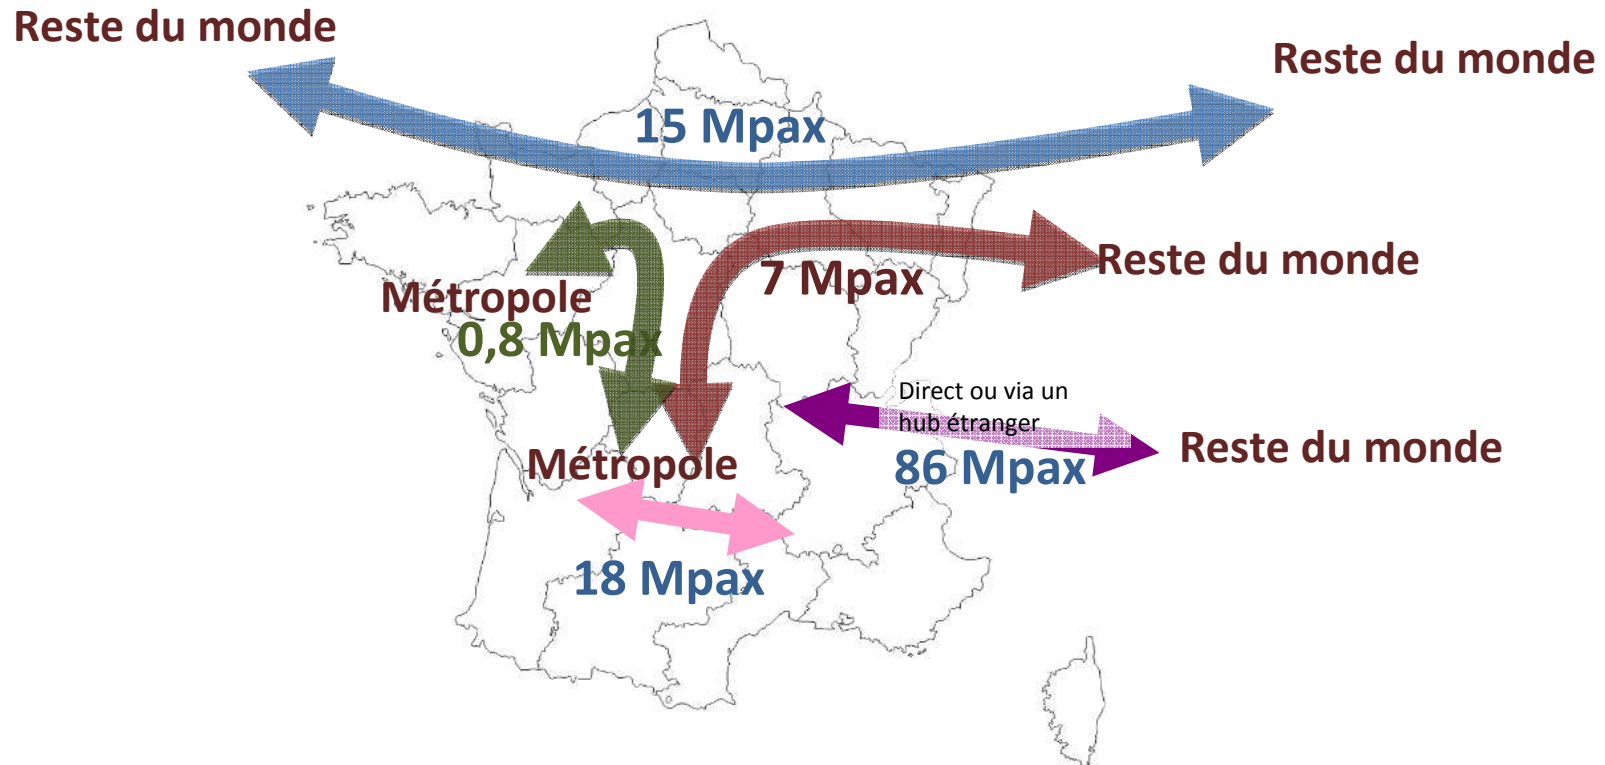 Reste du monde
Reste du monde
15 Mpax
Reste du monde
7 Mpax
Métropole
0,8 Mpax
Direct ou via un
hub étranger
Reste du monde
86 Mpax
Métropole
18 Mpax